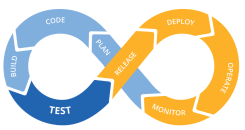 CODE
DEPLOY
PLAN
RELEASE
BUILD
OPERATE
TEST
MONITOR